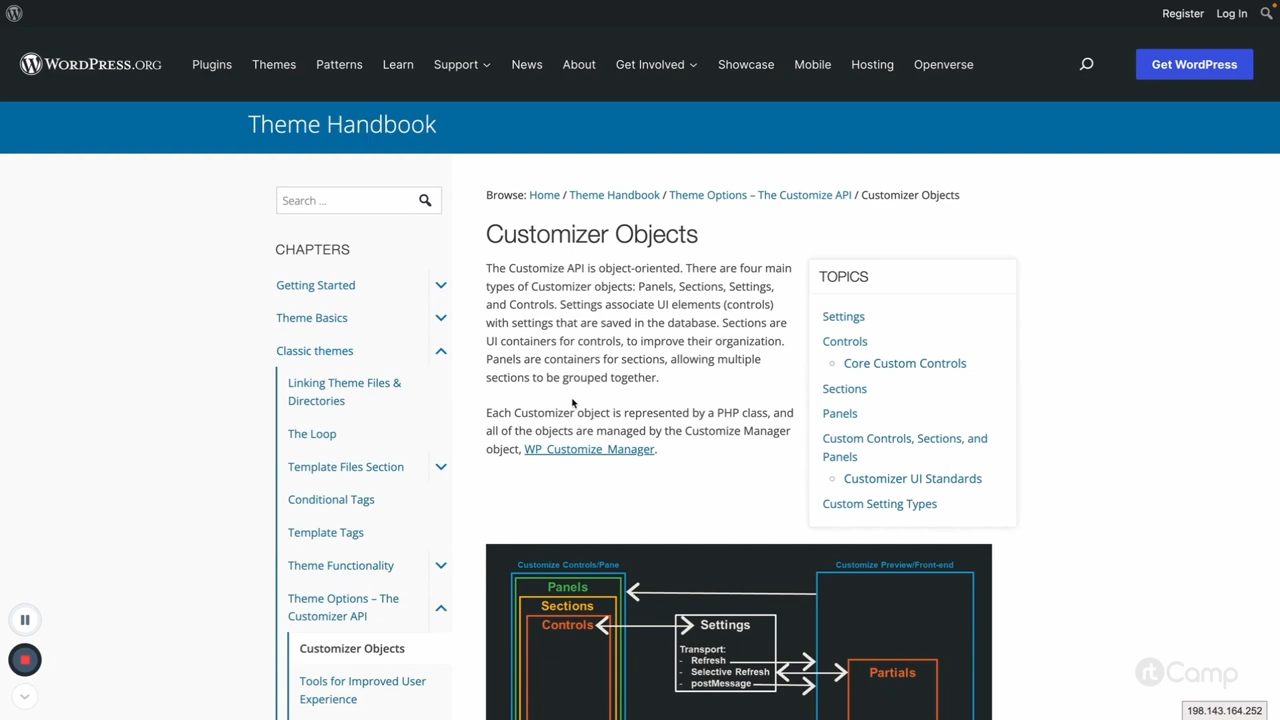 Register Log In
WORDPRESS.ORG Plugins Themes Patterns Learn Support News About Get Involved Showcase Mobile Hosting Openverse Get WordPress
Theme Handbook
Search ...
CHAPTERS
Getting Started
Theme Basics
Classic themes
Linking Theme Files &
Directories
The Loop
Template Files Section
Conditional Tags
Template Tags
Theme Functionality
Theme Options – The
Customizer API
Customizer Objects
Tools for Improved User
Experience
Browse: Home / Theme Handbook / Theme Options – The Customize API / Customizer Objects
Customizer Objects
The Customize API is object-oriented. There are four main
types of Customizer objects: Panels, Sections, Settings,
and Controls. Settings associate UI elements (controls)
with settings that are saved in the database. Sections are
UI containers for controls, to improve their organization.
Panels are containers for sections, allowing multiple
sections to be grouped together.
Each Customizer object is represented by a PHP class, and
all of the objects are managed by the Customize Manager
object, WP_Customize_Manager.
TOPICS
Settings
Controls
Core Custom Controls
Sections
Panels
Custom Controls, Sections, and
Panels
Customizer UI Standards
Custom Setting Types
Customize Controls/Pane
Panels
Sections
Controls
Settings
Transport:
- Refresh
- Selective Refresh
- postMessage
Customize Preview/Front-end
Partials
rtCamp
198.143.164.252